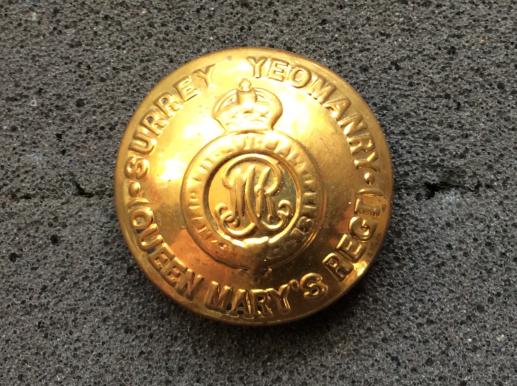 SURREY YEOMANRY
(QUEEN MARY'S REGT)